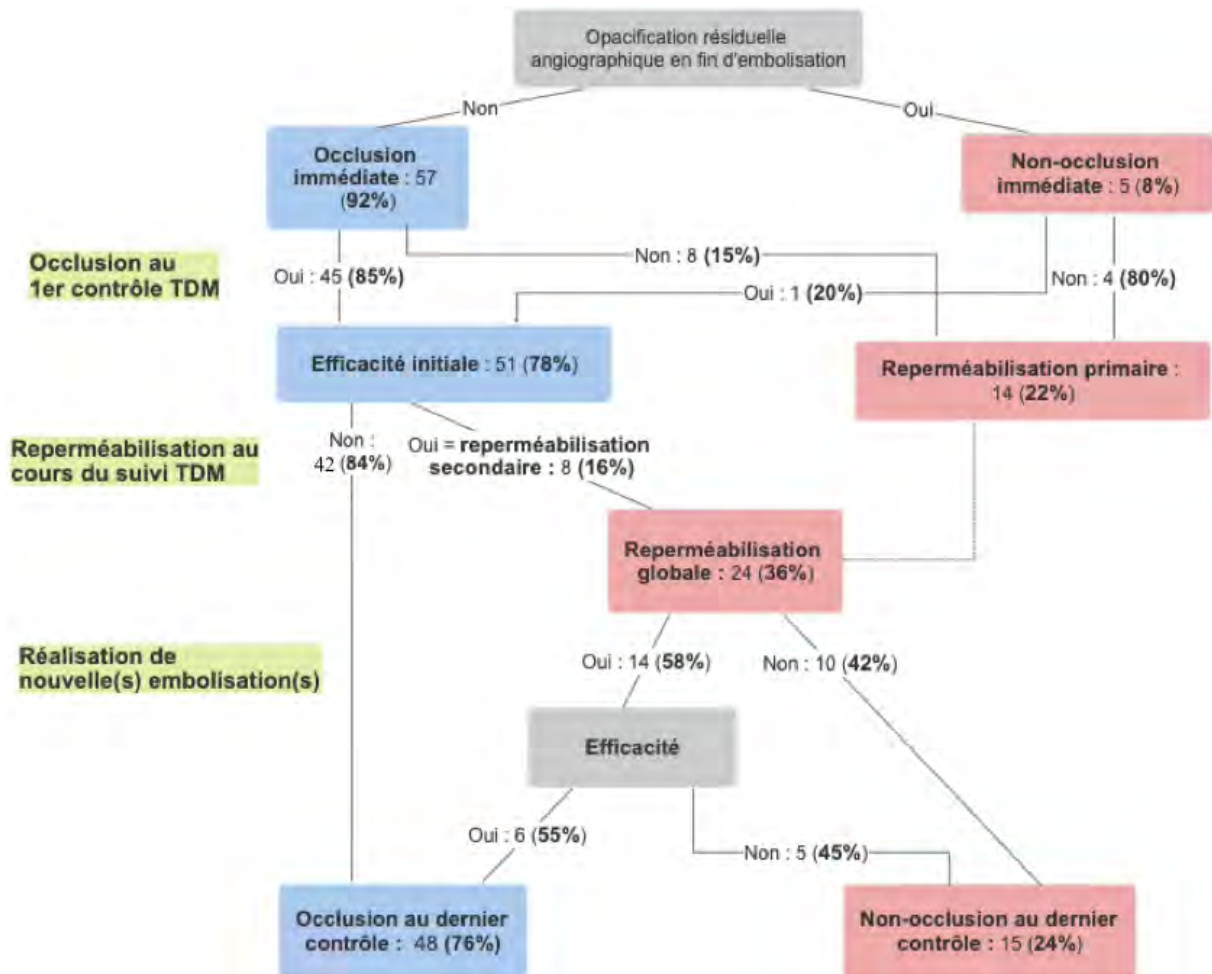 Opacification résiduelle
angiographique en fin d'embolisation
Non
Oui
Occlusion
immédiate : 57
(92%)
Non-occlusion
immédiate : 5 (8%)
Occlusion au
1er contrôle TDM
Oui : 45 (85%)
Non : 8 (15%)
Oui : 1 (20%)
Non : 4 (80%)
Efficacité initiale : 51 (78%)
Reperméabilisation primaire :
14 (22%)
Reperméabilisation au
cours du suivi TDM
Non :
42 (84%)
Oui = reperméabilisation
secondaire : 8 (16%)
Reperméabilisation
globale : 24 (36%)
Réalisation de
nouvelle(s) embolisation(s)
Oui : 14 (58%)
Non : 10 (42%)
Efficacité
Oui : 6 (55%)
Non : 5 (45%)
Occlusion au dernier
contrôle : 48 (76%)
Non-occlusion au dernier
contrôle : 15 (24%)